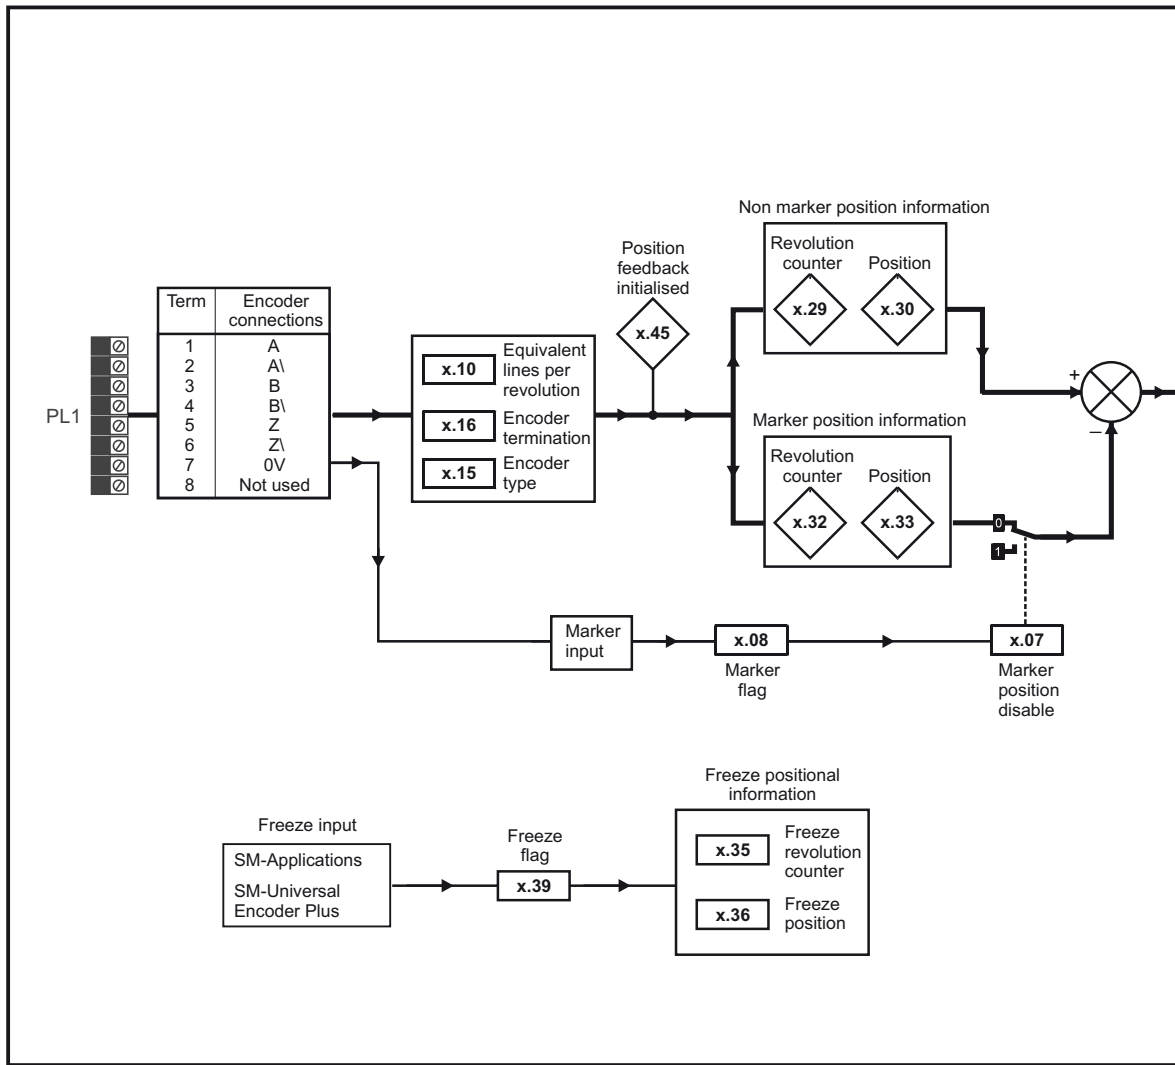 Non marker position information
Revolution
counter
Position
x.29
x.30
Position
feedback
initialised
x.45
Term
Encoder
connections
1 A
2 A\
3 B
4 B\
5 Z
6 Z\
7 0V
8 Not used
PL1
x.10
Equivalent
lines per
revolution
x.16
Encoder
termination
x.15
Encoder
type
+
–
Marker position information
Revolution
counter
Position
x.32
x.33
0
1
Marker
input
x.08
Marker
flag
x.07
Marker
position
disable
Freeze input
SM-Applications
SM-Universal
Encoder Plus
Freeze
flag
x.39
Freeze positional
information
x.35
Freeze
revolution
counter
x.36
Freeze
position